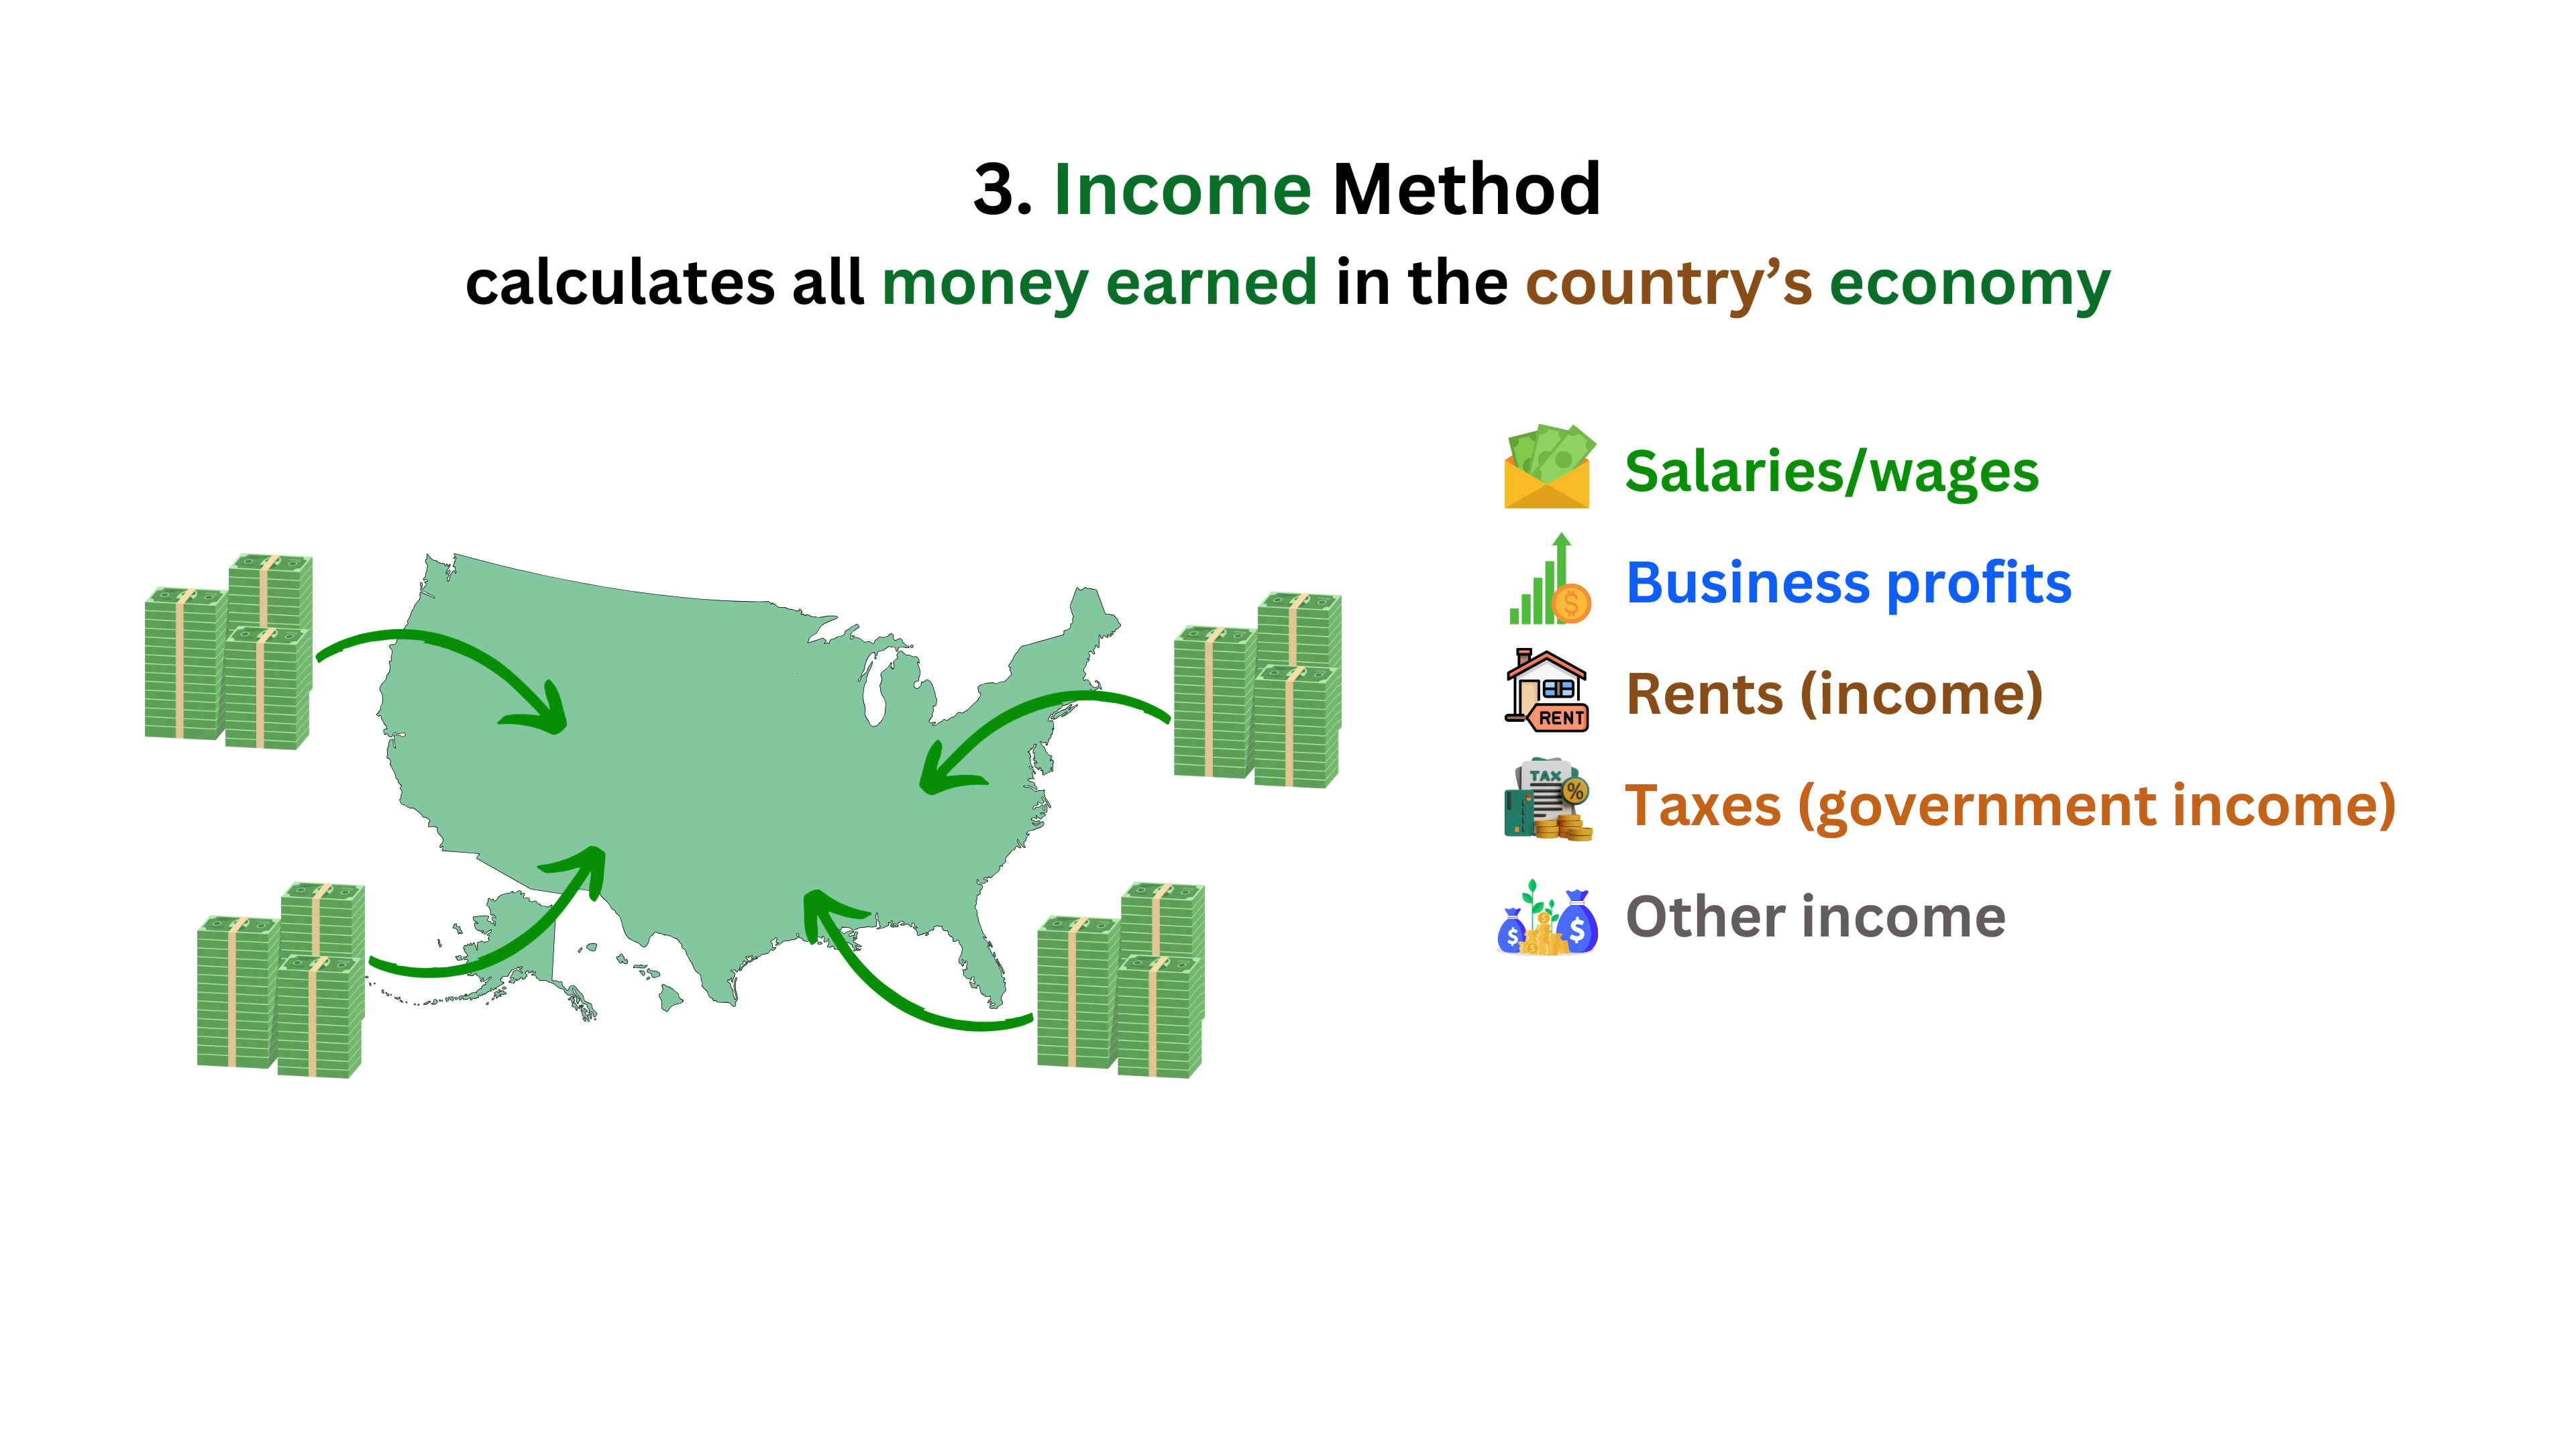 3. Income Method
calculates all money earned in the country’s economy
Salaries/wages
Business profits
Rents (income)
RENT
Taxes (government income)
TAX
%
Other income
$
$
$